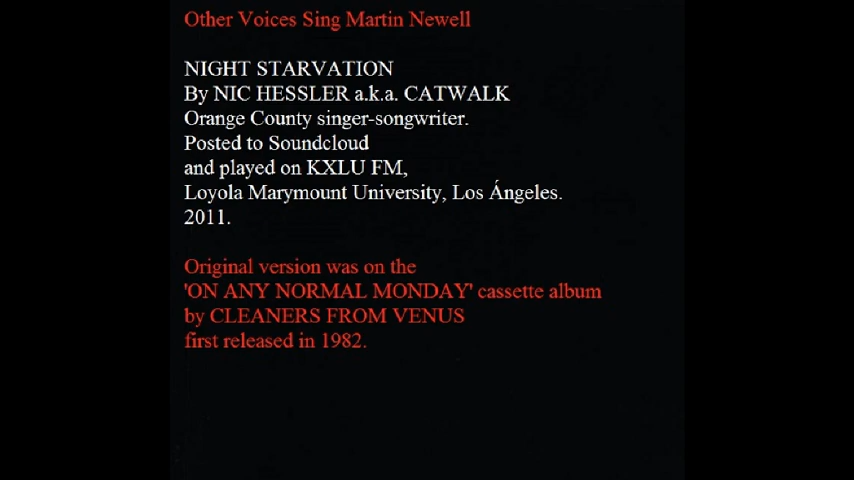 Other Voices Sing Martin Newell
NIGHT STARVATION
By NIC HESSLER a.k.a. CATWALK
Orange County singer-songwriter.
Posted to Soundcloud
and played on KXLU FM,
Loyola Marymount University, Los Ángeles.
2011.
Original version was on the
'ON ANY NORMAL MONDAY' cassette album
by CLEANERS FROM VENUS
first released in 1982.